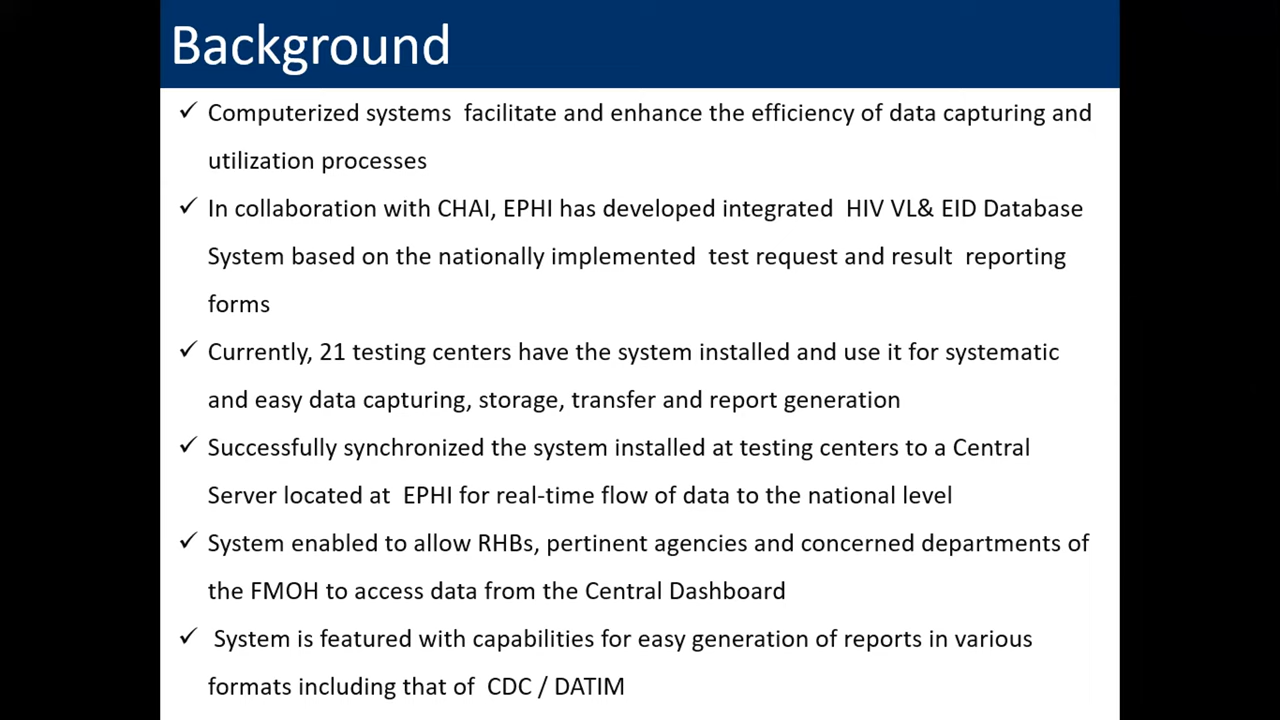 Background
✓ Computerized systems facilitate and enhance the efficiency of data capturing and
utilization processes
✓ In collaboration with CHAI, EPHI has developed integrated HIV VL& EID Database
System based on the nationally implemented test request and result reporting
forms
✓ Currently, 21 testing centers have the system installed and use it for systematic
and easy data capturing, storage, transfer and report generation
✓ Successfully synchronized the system installed at testing centers to a Central
Server located at EPHI for real-time flow of data to the national level
✓ System enabled to allow RHBs, pertinent agencies and concerned departments of
the FMOH to access data from the Central Dashboard
✓ System is featured with capabilities for easy generation of reports in various
formats including that of CDC / DATIM